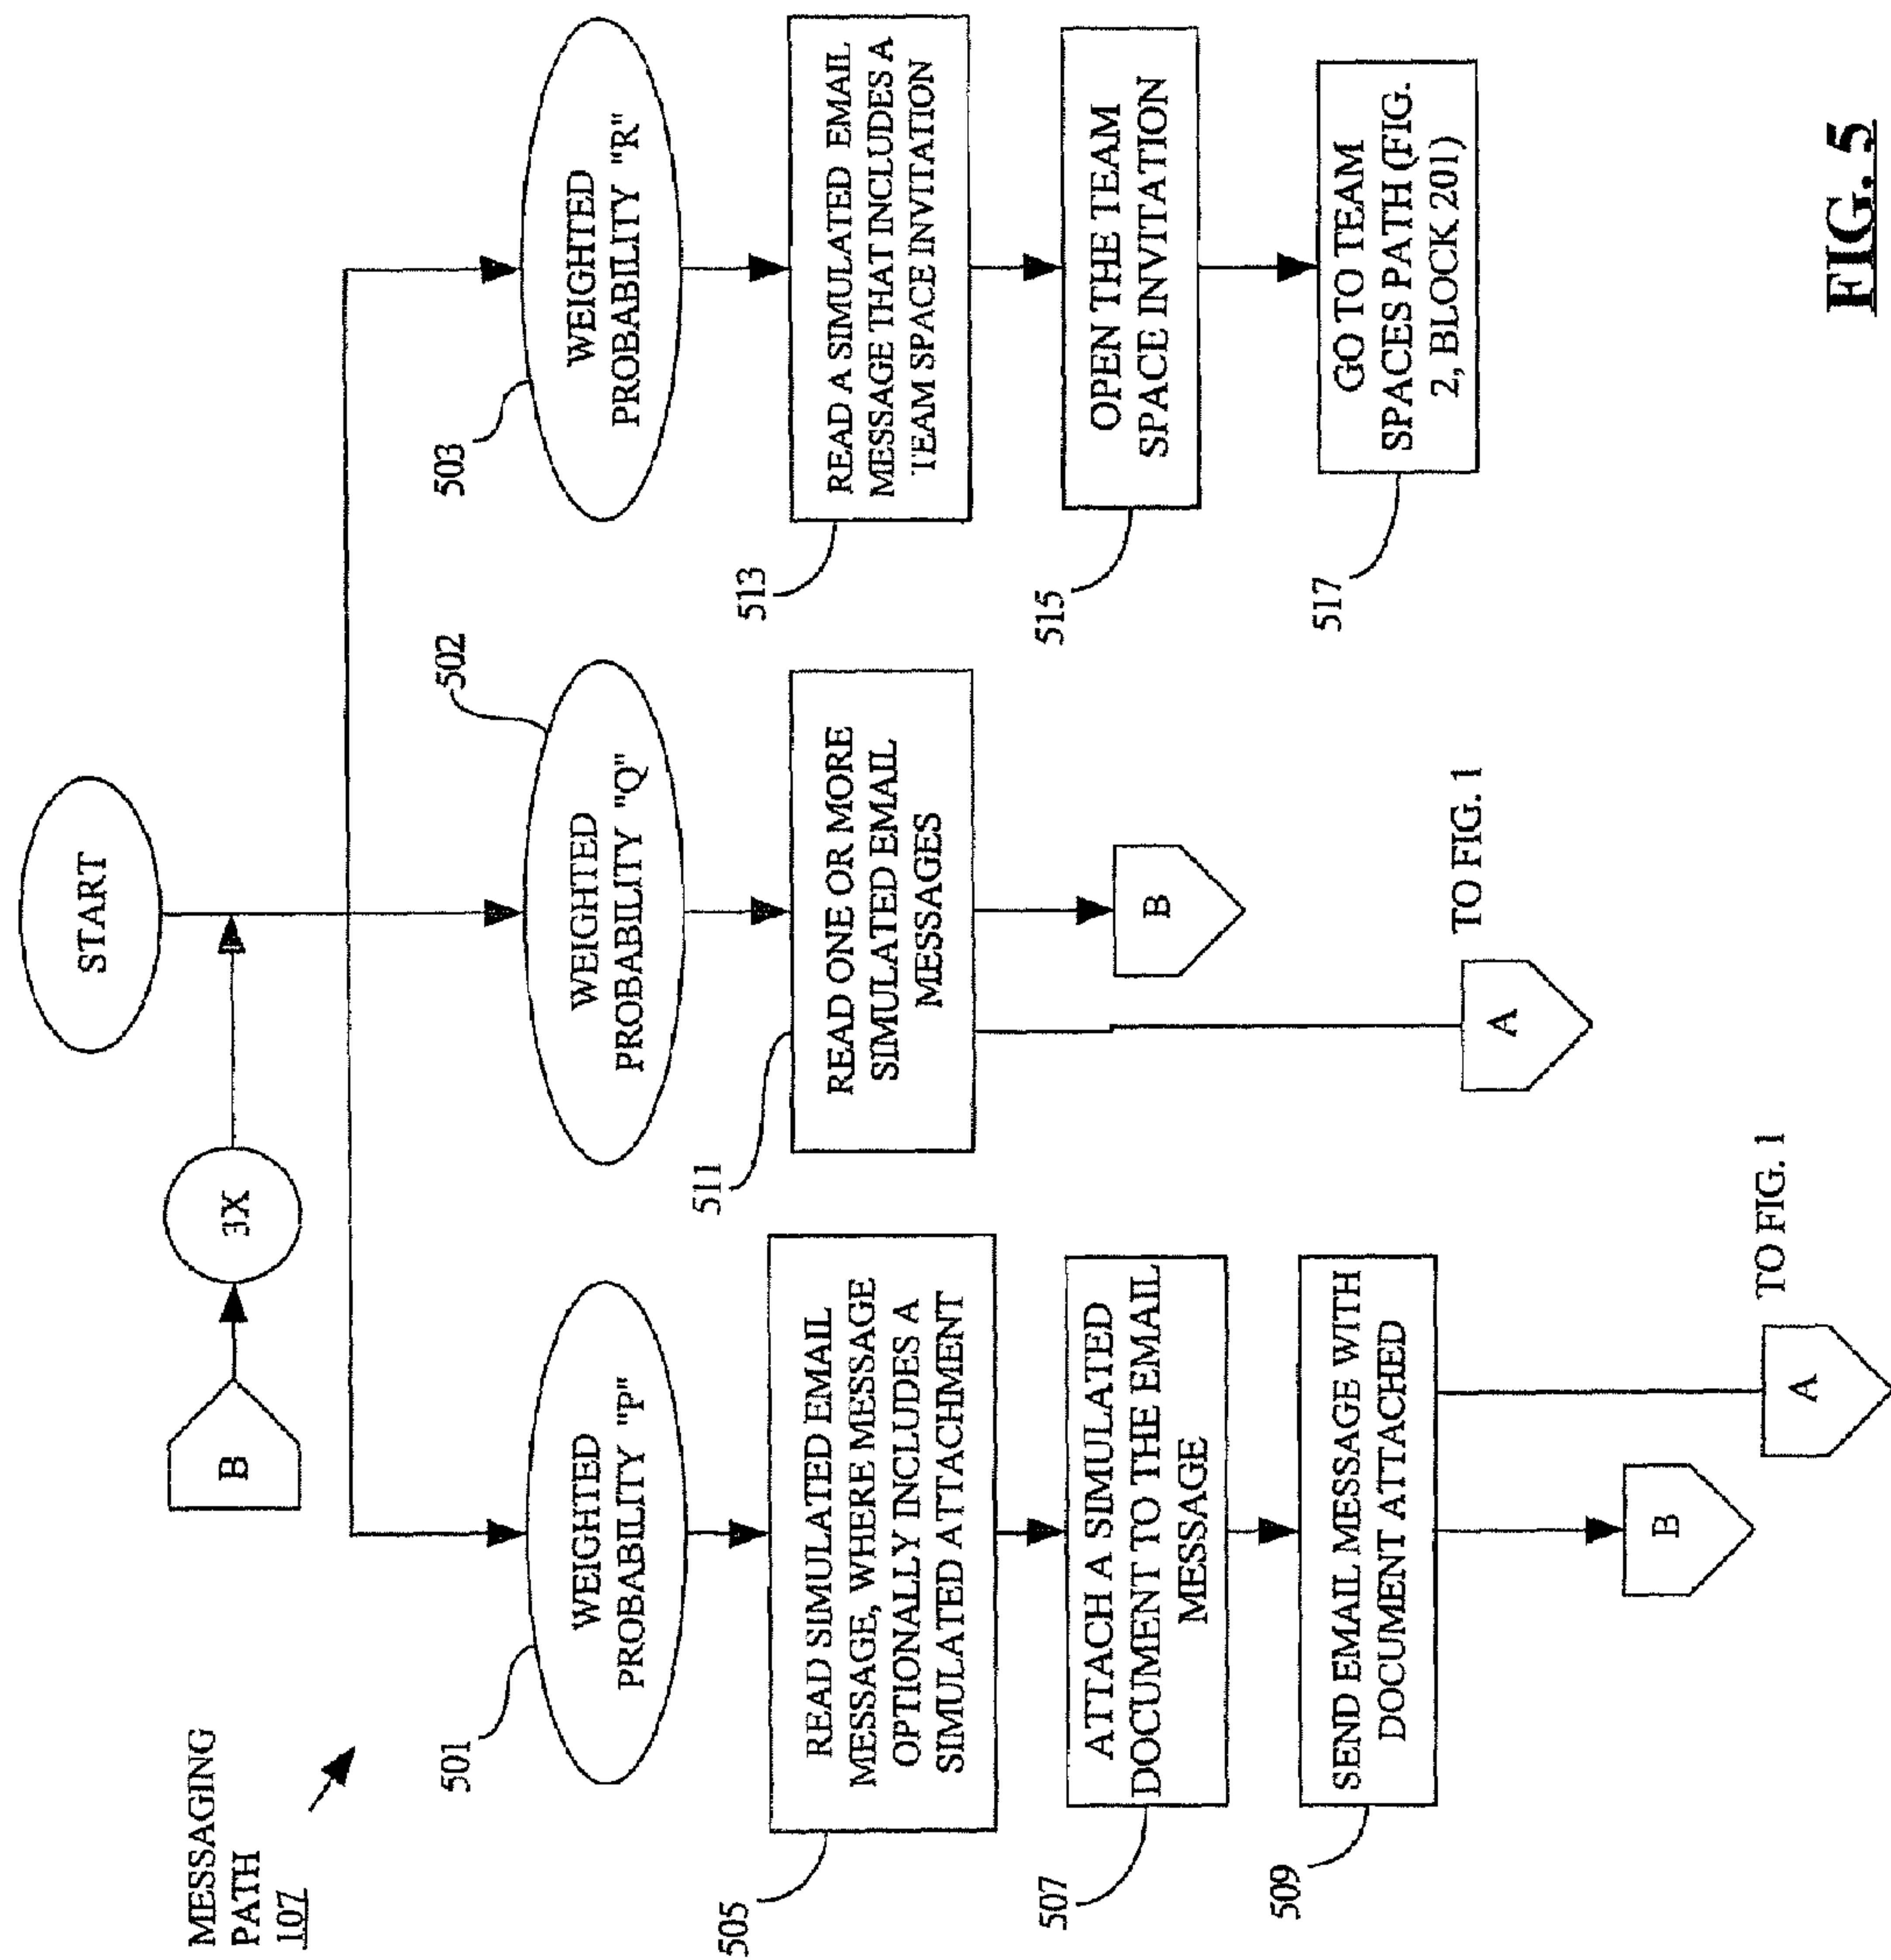 MESSAGING
PATH
107
START
B
3X
501
WEIGHTED
PROBABILITY "P"
502
WEIGHTED
PROBABILITY "Q"
503
WEIGHTED
PROBABILITY "R"
505
READ SIMULATED EMAIL
MESSAGE, WHERE MESSAGE
OPTIONALLY INCLUDES A
SIMULATED ATTACHMENT
507
ATTACH A SIMULATED
DOCUMENT TO THE EMAIL
MESSAGE
509
SEND EMAIL MESSAGE WITH
DOCUMENT ATTACHED
B
A
TO FIG. 1
511
READ ONE OR MORE
SIMULATED EMAIL
MESSAGES
B
A
TO FIG. 1
513
READ A SIMULATED EMAIL
MESSAGE THAT INCLUDES A
TEAM SPACE INVITATION
515
OPEN THE TEAM
SPACE INVITATION
517
GO TO TEAM
SPACES PATH (FIG.
2, BLOCK 201)
FIG. 5